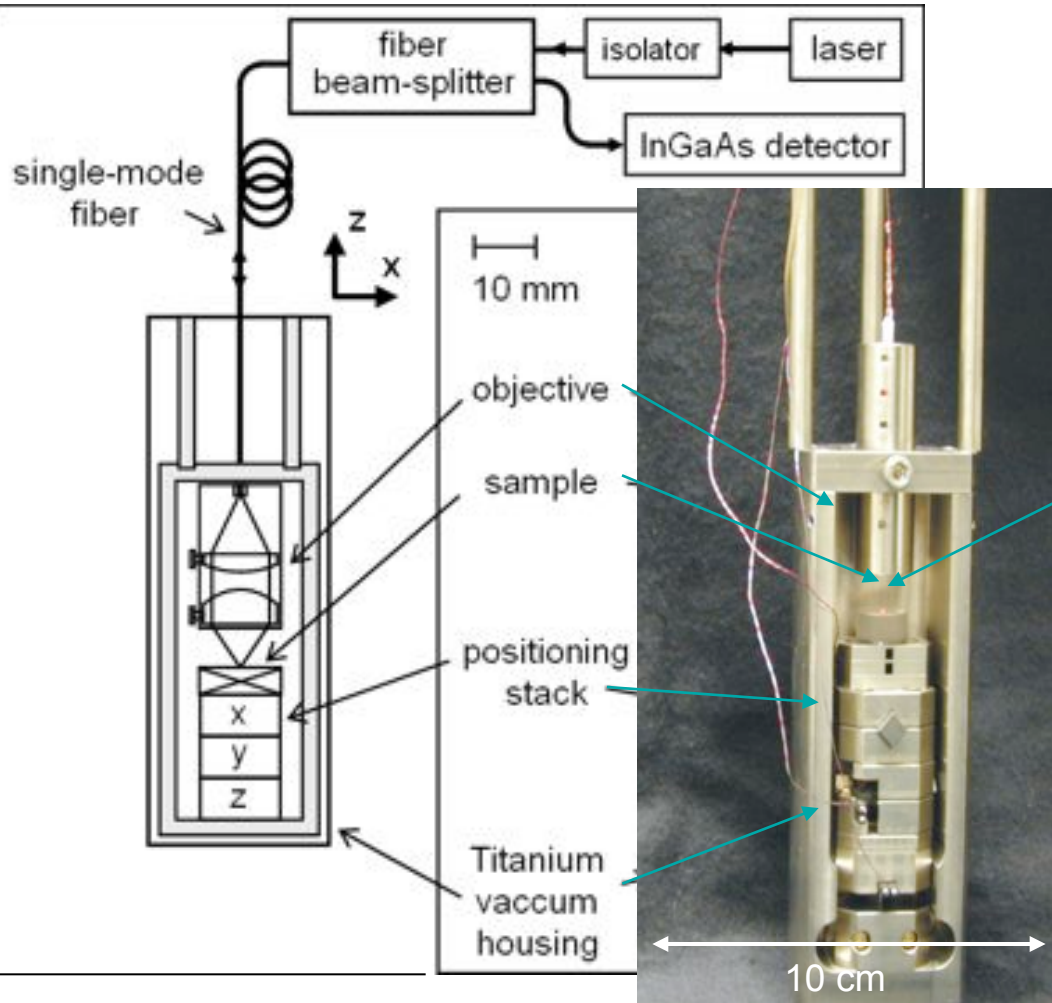 fiber
beam-splitter
isolator
laser
InGaAs detector
single-mode
fiber
z
x
10 mm
objective
sample
positioning
stack
x
y
z
Titanium
vaccum
housing
10 cm